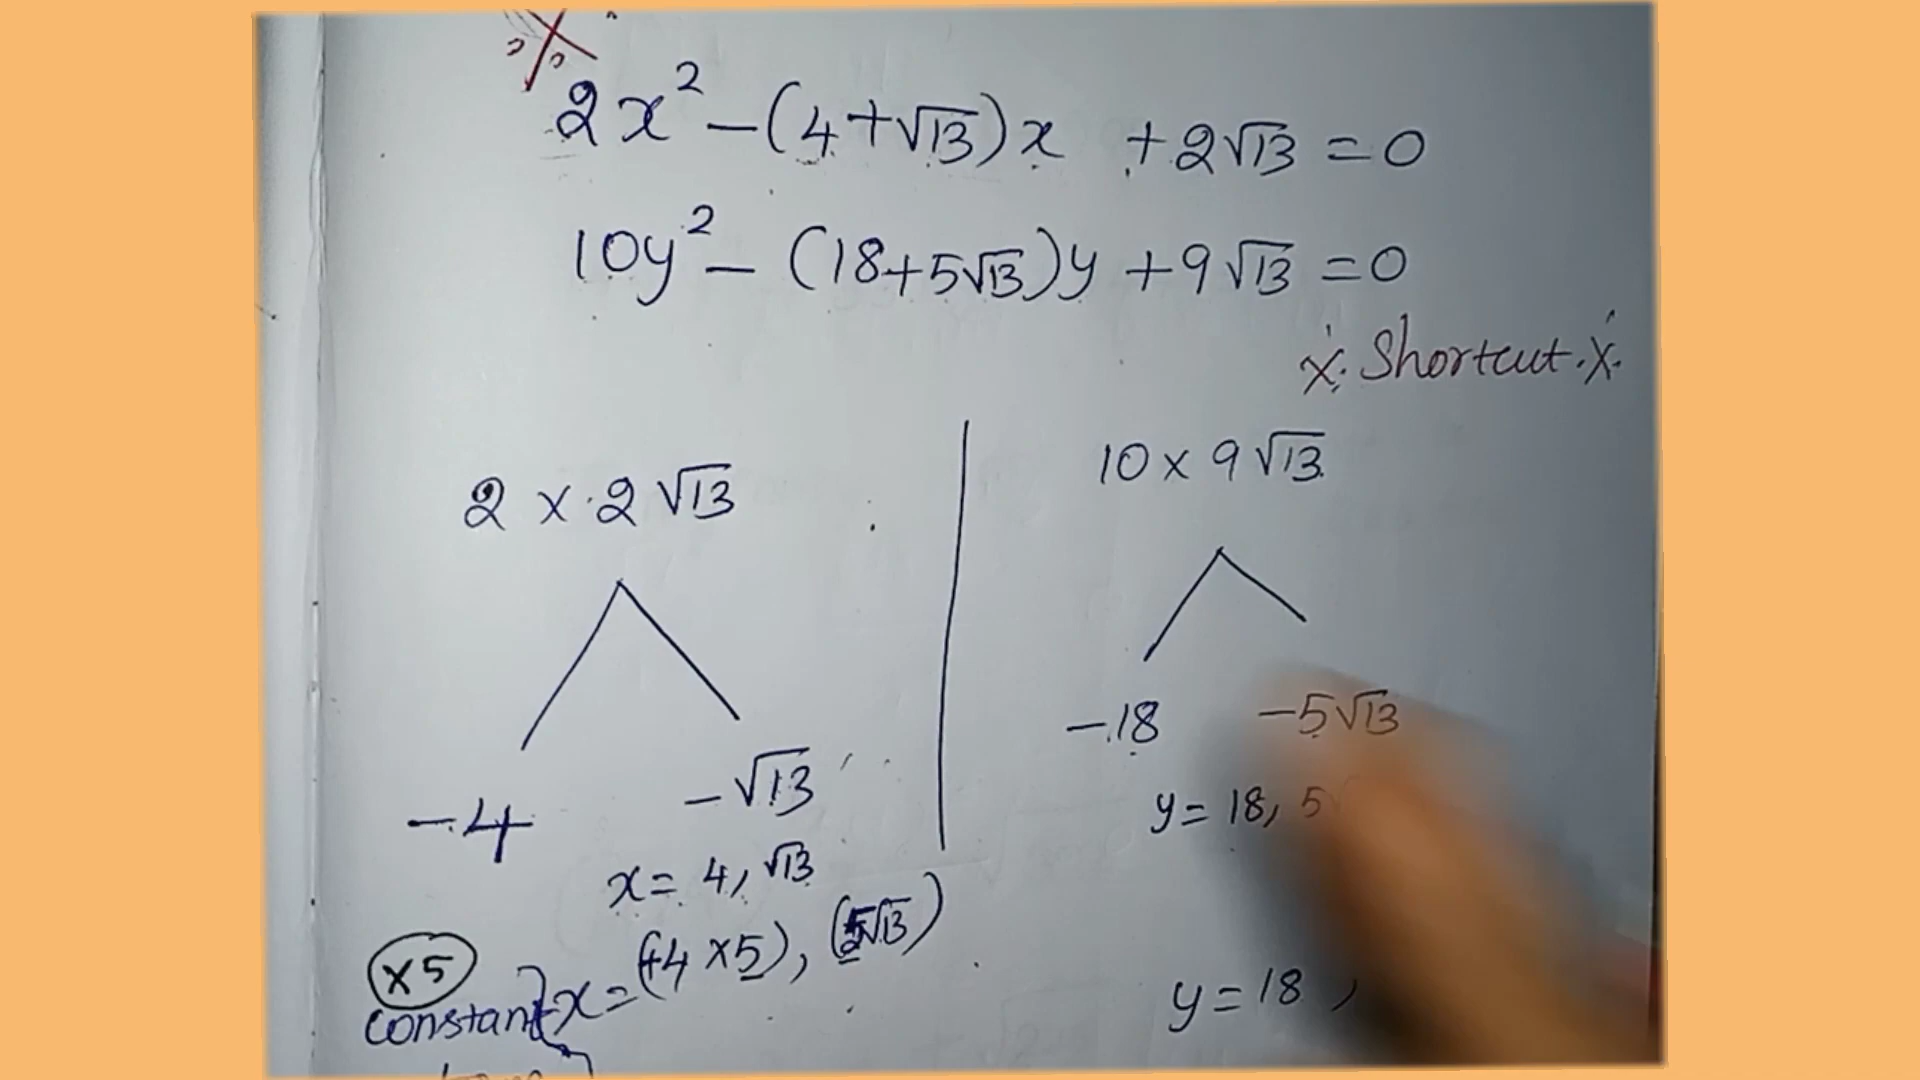 2x² -(4+√13)x +2√13 =0
10y² - (18+5√13)y +9√13 =0
Shortcut
2 x 2√13
-4 -√13
x= 4, √13
x5
constant x= (+4 x5), (5√13)
10 x 9√13
-18 -5√13
y= 18, 5√
y=18 ,